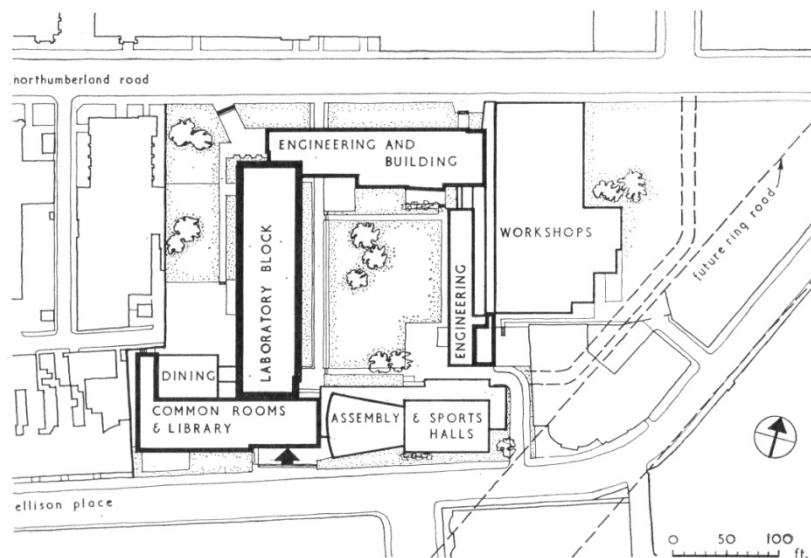 northumberland road
ENGINEERING AND
BUILDING
LABORATORY BLOCK
WORKSHOPS
future ring road
ENGINEERING
DINING
COMMON ROOMS
& LIBRARY
ASSEMBLY
& SPORTS
HALLS
ellison place
0 50 100
ft.